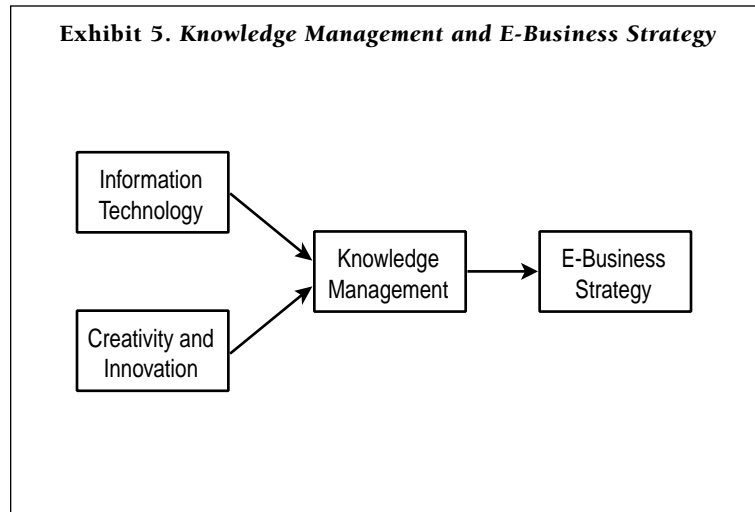 Exhibit 5. Knowledge Management and E-Business Strategy
Information
Technology
Knowledge
Management
E-Business
Strategy
Creativity and
Innovation